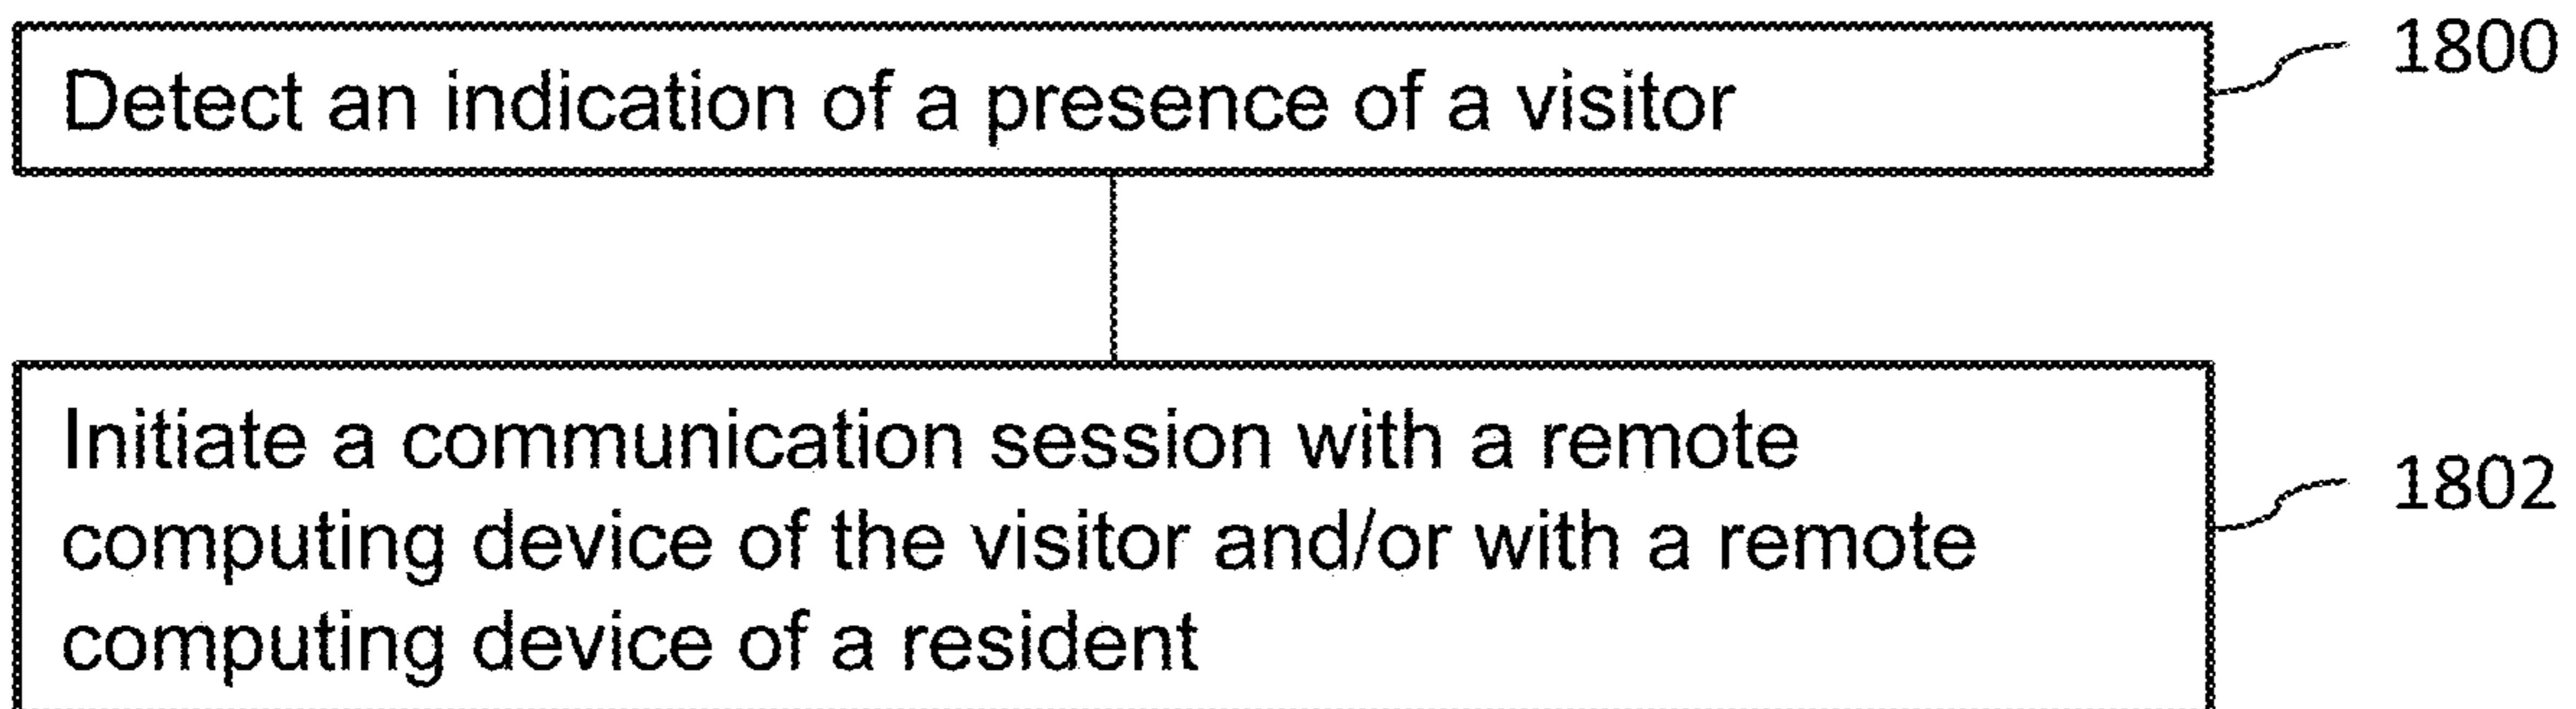 Detect an indication of a presence of a visitor
1800
Initiate a communication session with a remote
computing device of the visitor and/or with a remote
computing device of a resident
1802